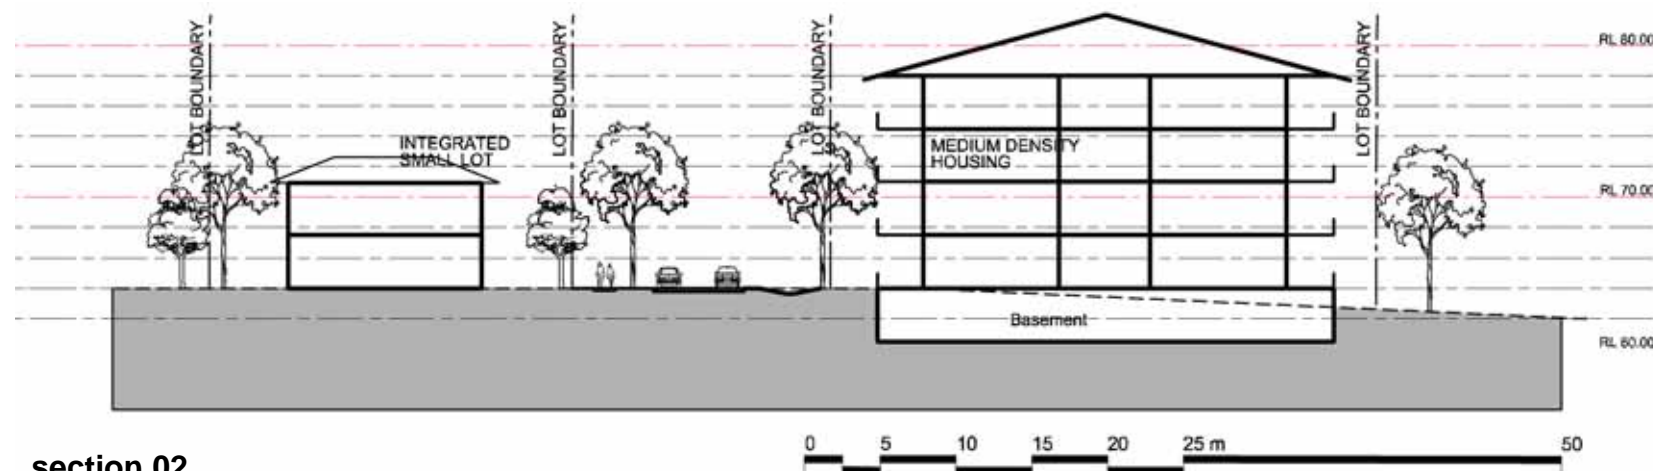 LOT BOUNDARY
LOT BOUNDARY
LOT BOUNDARY
LOT BOUNDARY
RL 80.00
INTEGRATED
SMALL LOT
MEDIUM DENSITY
HOUSING
RL 70.00
Basement
RL 60.00
0 5 10 15 20 25 m 50
section 02